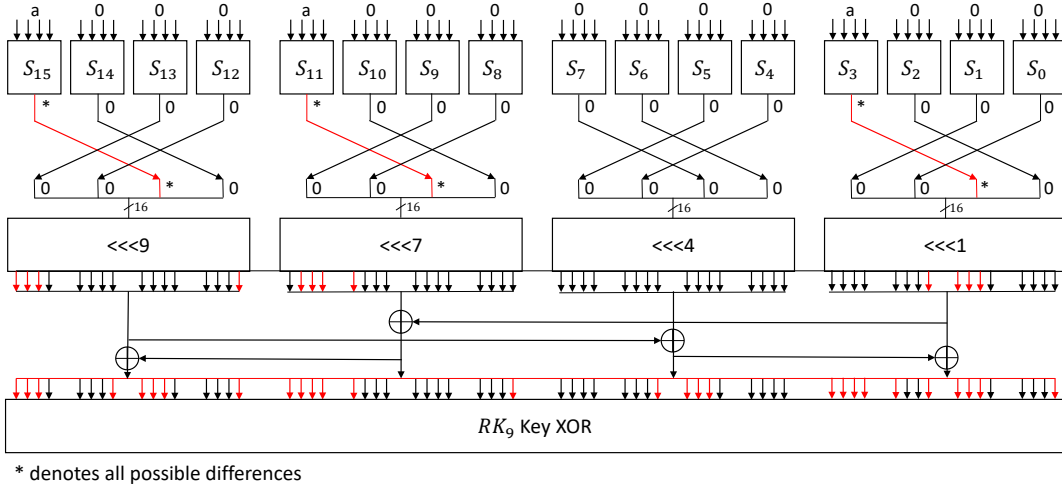 a 0 0 0 a 0 0 0 0 0 0 0 a 0 0 0
S₁₅ S₁₄ S₁₃ S₁₂ S₁₁ S₁₀ S₉ S₈ S₇ S₆ S₅ S₄ S₃ S₂ S₁ S₀
* 0 0 0 * 0 0 0 0 0 0 0 * 0 0 0
0 0 * 0 0 0 * 0 0 0 0 0 0 0 * 0
16 16 16 16
<<<9 <<<7 <<<4 <<<1
RK₉ Key XOR
* denotes all possible differences